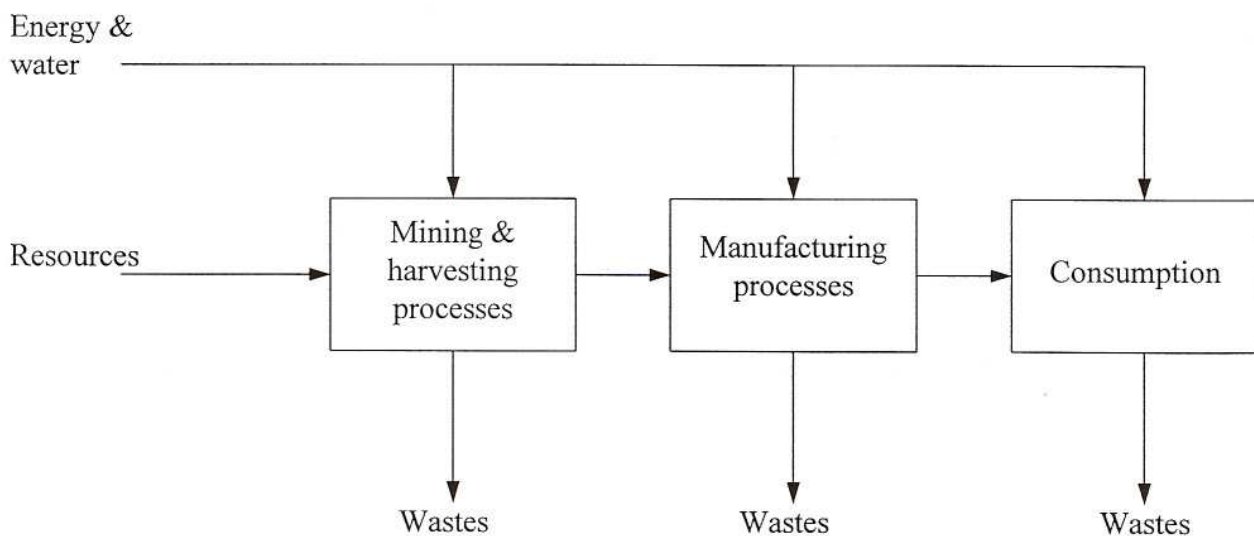 Energy &
water
Resources
Mining &
harvesting
processes
Manufacturing
processes
Consumption
Wastes
Wastes
Wastes